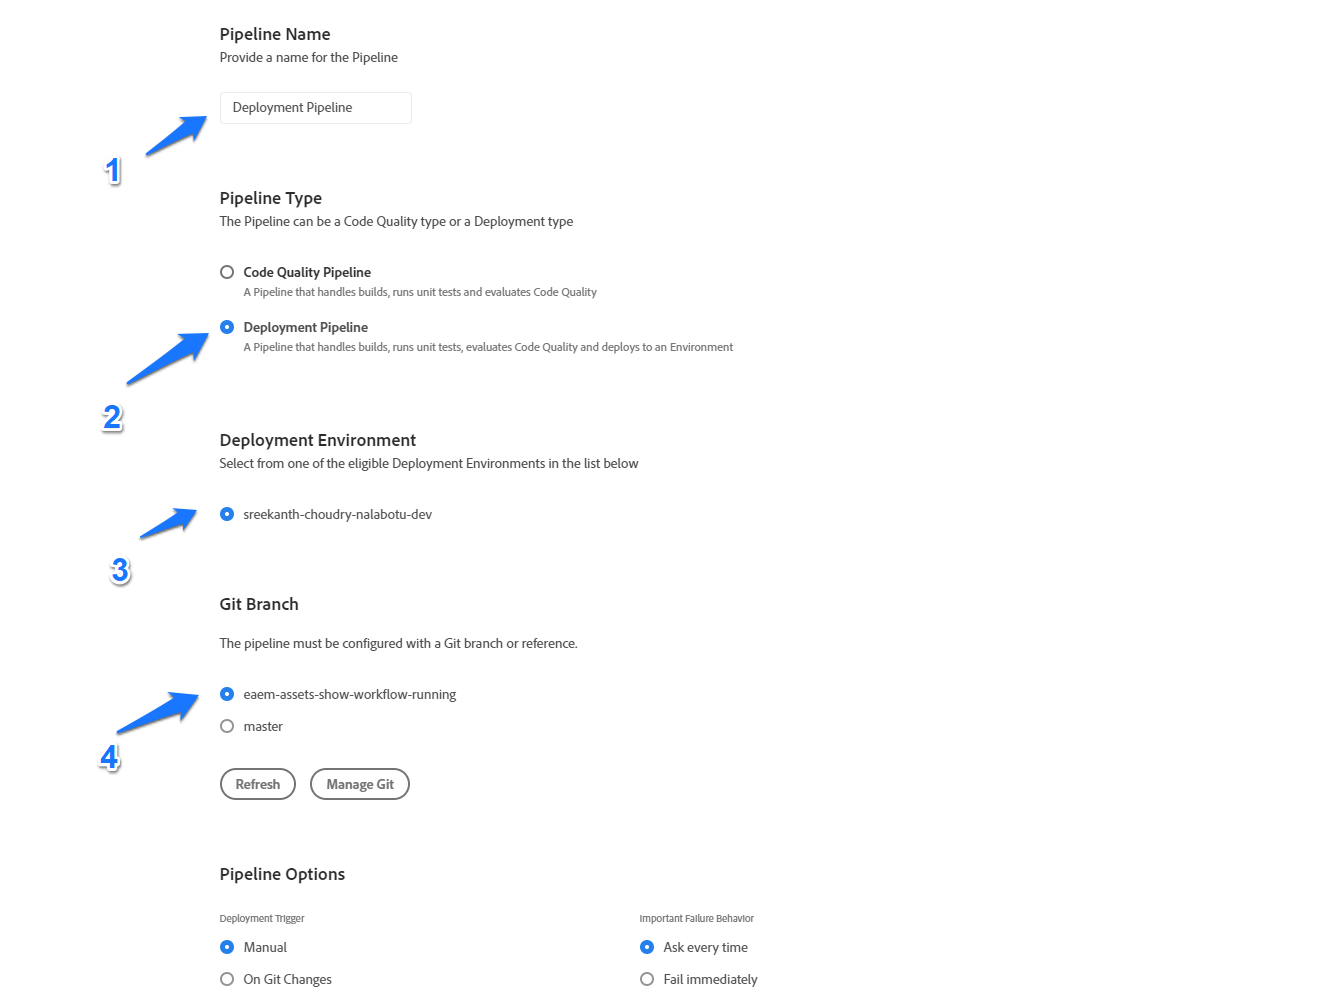 Pipeline Name
Provide a name for the Pipeline
Deployment Pipeline
1
Pipeline Type
The Pipeline can be a Code Quality type or a Deployment type
Code Quality Pipeline
A Pipeline that handles builds, runs unit tests and evaluates Code Quality
Deployment Pipeline
A Pipeline that handles builds, runs unit tests, evaluates Code Quality and deploys to an Environment
2
Deployment Environment
Select from one of the eligible Deployment Environments in the list below
sreekanth-choudry-nalabotu-dev
3
Git Branch
The pipeline must be configured with a Git branch or reference.
eaem-assets-show-workflow-running
master
4
Refresh Manage Git
Pipeline Options
Deployment Trigger Important Failure Behavior
Manual Ask every time
On Git Changes Fail immediately